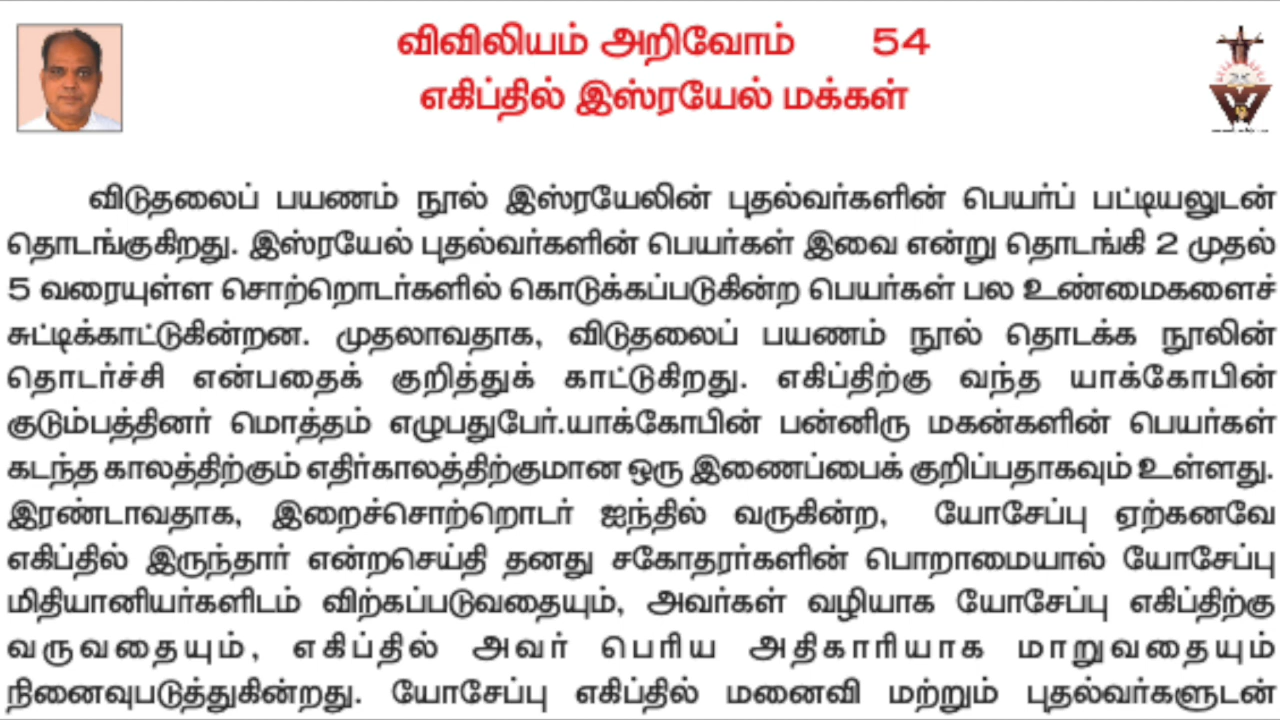 விவிலியம் அறிவோம் 54
எகிப்தில் இஸ்ரயேல் மக்கள்
விடுதலைப் பயணம் நூல் இஸ்ரயேலின் புதல்வர்களின் பெயர்ப் பட்டியலுடன்
தொடங்குகிறது. இஸ்ரயேல் புதல்வர்களின் பெயர்கள் இவை என்று தொடங்கி 2 முதல்
5 வரையுள்ள சொற்றொடர்களில் கொடுக்கப்படுகின்ற பெயர்கள் பல உண்மைகளைச்
சுட்டிக்காட்டுகின்றன. முதலாவதாக, விடுதலைப் பயணம் நூல் தொடக்க நூலின்
தொடர்ச்சி என்பதைக் குறித்துக் காட்டுகிறது. எகிப்திற்கு வந்த யாக்கோபின்
குடும்பத்தினர் மொத்தம் எழுபதுபேர்.யாக்கோபின் பன்னிரு மகன்களின் பெயர்கள்
கடந்த காலத்திற்கும் எதிர்காலத்திற்குமான ஒரு இணைப்பைக் குறிப்பதாகவும் உள்ளது.
இரண்டாவதாக, இறைச்சொற்றொடர் ஐந்தில் வருகின்ற, யோசேப்பு ஏற்கனவே
எகிப்தில் இருந்தார் என்றசெய்தி தனது சகோதரர்களின் பொறாமையால் யோசேப்பு
மிதியானியர்களிடம் விற்கப்படுவதையும், அவர்கள் வழியாக யோசேப்பு எகிப்திற்கு
வருவதையும், எகிப்தில் அவர் பெரிய அதிகாரியாக மாறுவதையும்
நினைவுபடுத்துகின்றது. யோசேப்பு எகிப்தில் மனைவி மற்றும் புதல்வர்களுடன்